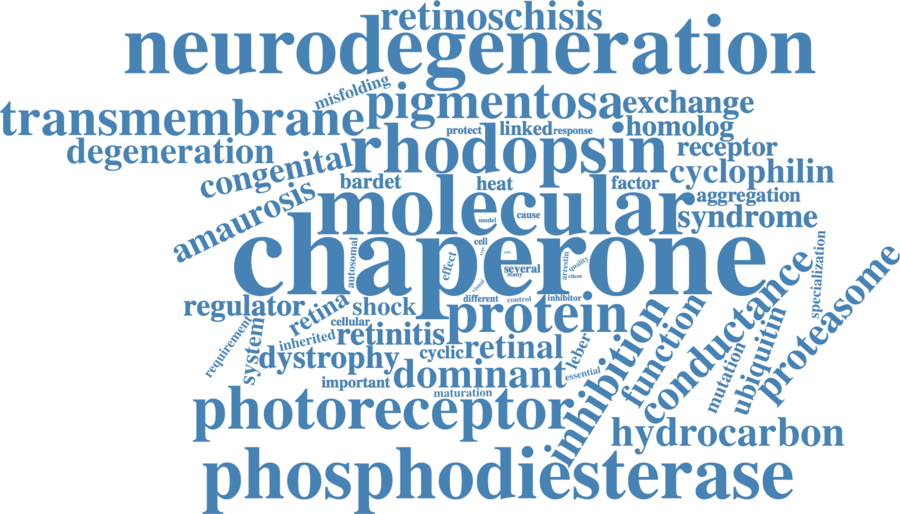 retinoschisis
neurodegeneration
misfolding
transmembrane
pigmentosa
exchange
protect
linked
response
homolog
degeneration
rhodopsin
receptor
congenital
cyclophilin
bardet
heat
factor
aggregation
amaurosis
molecular
model
cause
syndrome
chaperone
cell
autosomal
effect
several
many
arrestin
quality
client
specialization
different
control
inhibitor
regulator
retina
shock
protein
conductance
proteasome
cellular
requirement
system
inherited
retinitis
inhibition
function
mutation
ubiquitin
dystrophy
cyclic
retinal
leber
important
dominant
essential
maturation
photoreceptor
hydrocarbon
phosphodiesterase